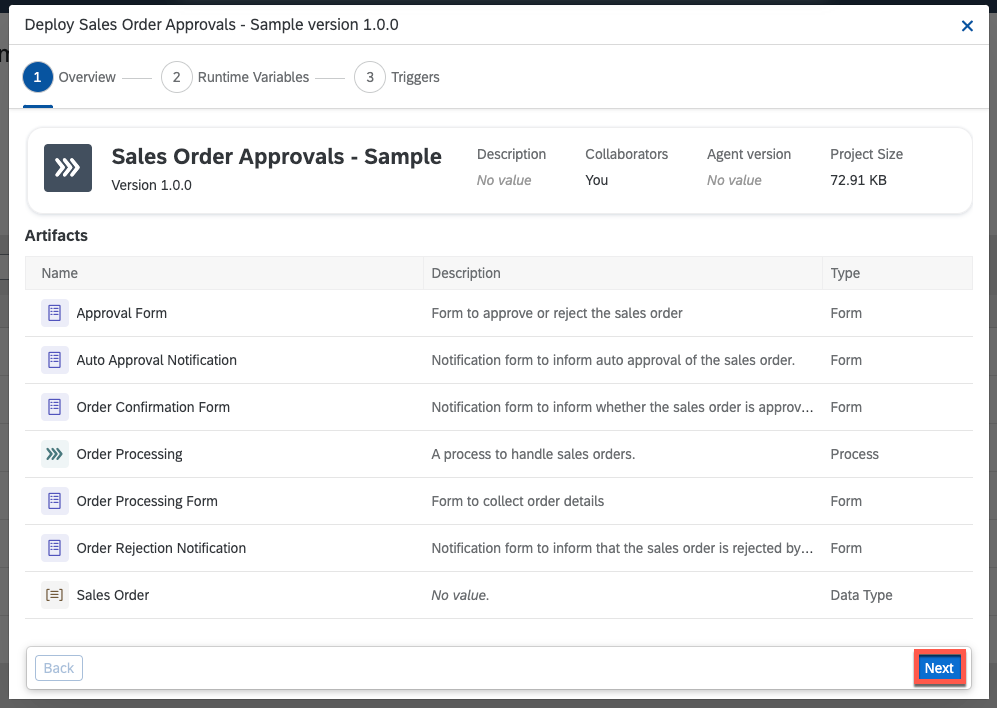 Deploy Sales Order Approvals - Sample version 1.0.0
1 Overview 2 Runtime Variables 3 Triggers
Sales Order Approvals - Sample
Version 1.0.0
Description Collaborators Agent version Project Size
No value You No value 72.91 KB
Artifacts
Name Description Type
Approval Form Form to approve or reject the sales order Form
Auto Approval Notification Notification form to inform auto approval of the sales order. Form
Order Confirmation Form Notification form to inform whether the sales order is approv... Form
Order Processing A process to handle sales orders. Process
Order Processing Form Form to collect order details Form
Order Rejection Notification Notification form to inform that the sales order is rejected by... Form
Sales Order No value. Data Type
Back Next